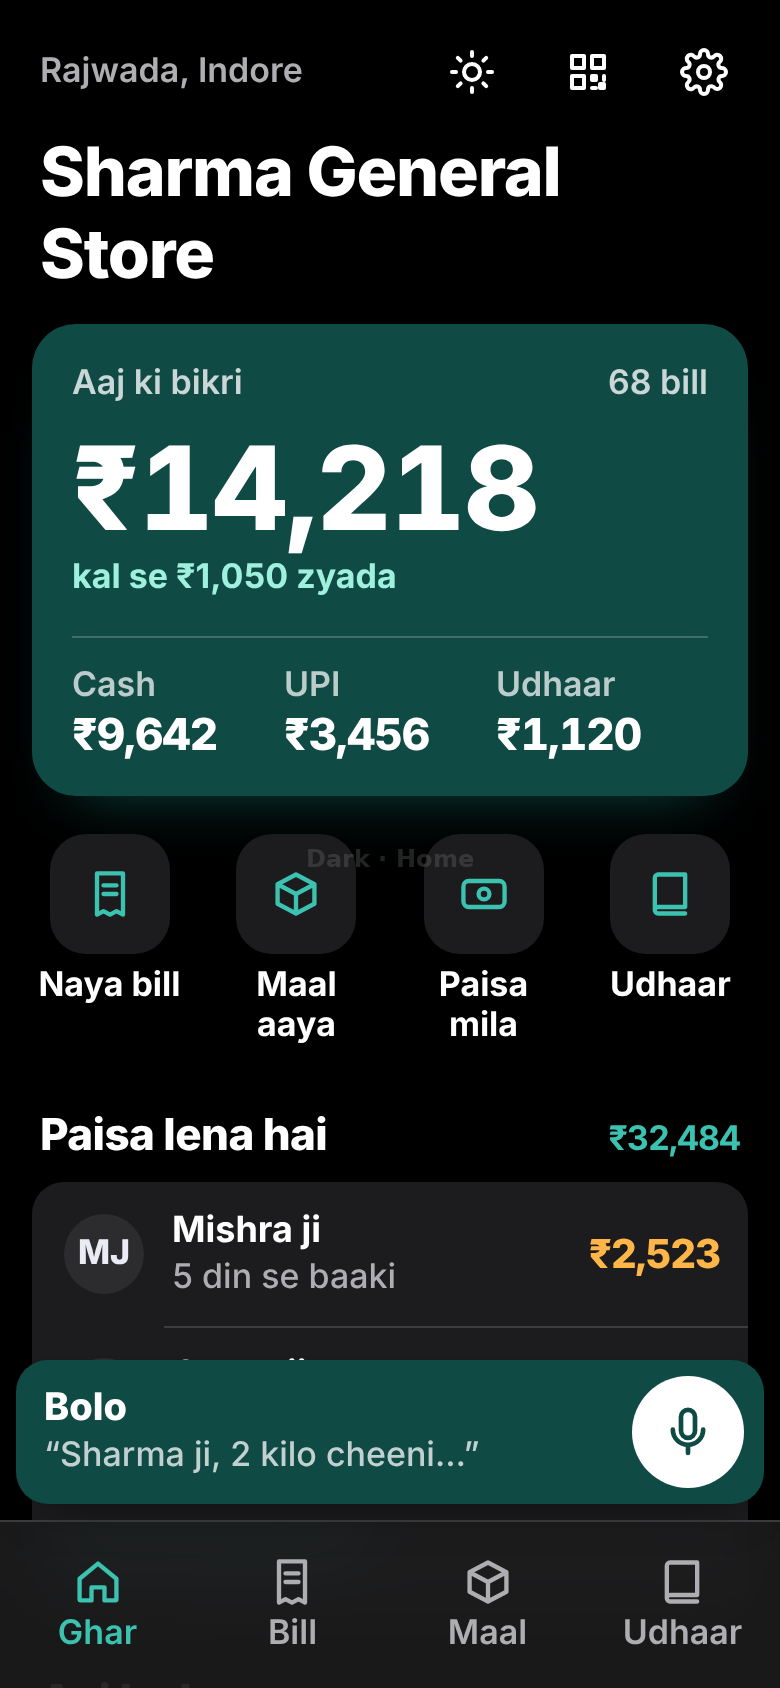 Rajwada, Indore
Sharma General
Store
Aaj ki bikri
68 bill
₹14,218
kal se ₹1,050 zyada
Cash
UPI
Udhaar
₹9,642
₹3,456
₹1,120
Dark · Home
Naya bill
Maal
aaya
Paisa
mila
Udhaar
Paisa lena hai
₹32,484
MJ
Mishra ji
5 din se baaki
₹2,523
Bolo
“Sharma ji, 2 kilo cheeni...”
Ghar
Bill
Maal
Udhaar